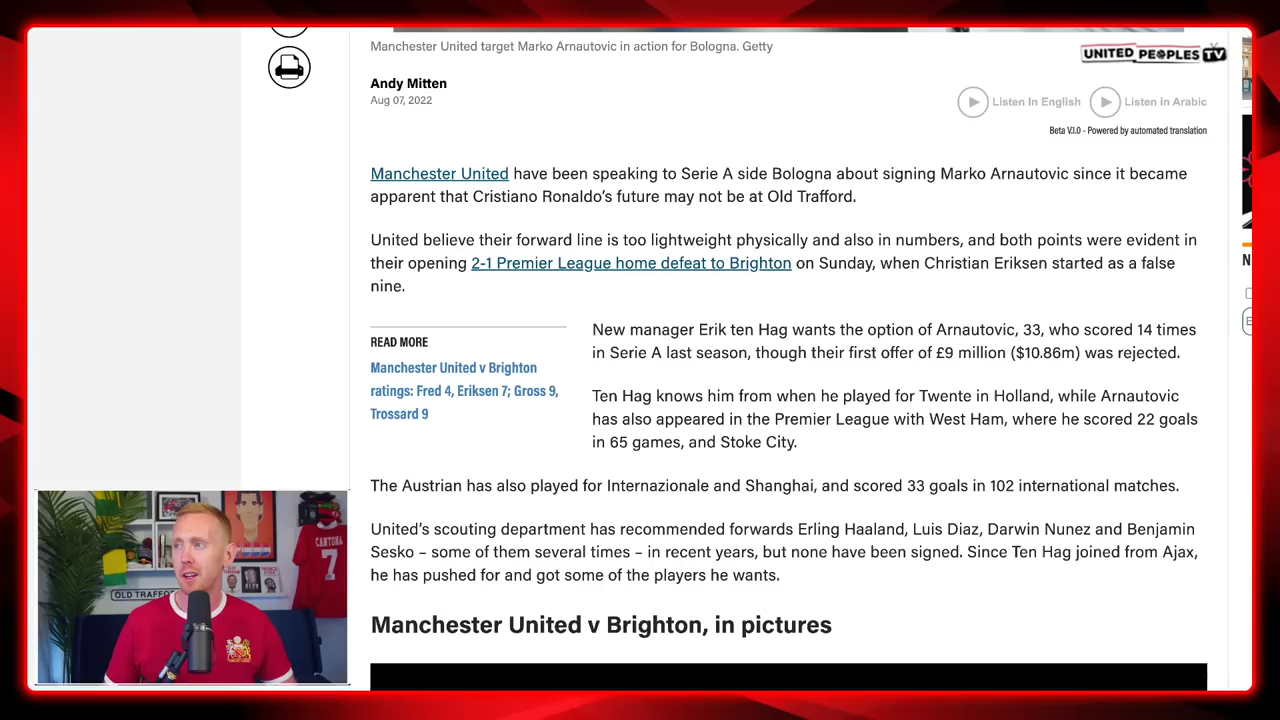 Manchester United target Marko Arnautovic in action for Bologna. Getty
UNITED PEOPLES TV
Andy Mitten
Aug 07, 2022
Listen In English
Listen in Arabic
Beta V.1.0 - Powered by automated translation
Manchester United have been speaking to Serie A side Bologna about signing Marko Arnautovic since it became
apparent that Cristiano Ronaldo's future may not be at Old Trafford.
United believe their forward line is too lightweight physically and also in numbers, and both points were evident in
their opening 2-1 Premier League home defeat to Brighton on Sunday, when Christian Eriksen started as a false
nine.
READ MORE
Manchester United v Brighton
ratings: Fred 4, Eriksen 7; Gross 9,
Trossard 9
New manager Erik ten Hag wants the option of Arnautovic, 33, who scored 14 times
in Serie A last season, though their first offer of £9 million ($10.86m) was rejected.
Ten Hag knows him from when he played for Twente in Holland, while Arnautovic
has also appeared in the Premier League with West Ham, where he scored 22 goals
in 65 games, and Stoke City.
The Austrian has also played for Internazionale and Shanghai, and scored 33 goals in 102 international matches.
United's scouting department has recommended forwards Erling Haaland, Luis Diaz, Darwin Nunez and Benjamin
Sesko – some of them several times – in recent years, but none have been signed. Since Ten Hag joined from Ajax,
he has pushed for and got some of the players he wants.
Manchester United v Brighton, in pictures
CANTONA
7
OLD TRAFFORD